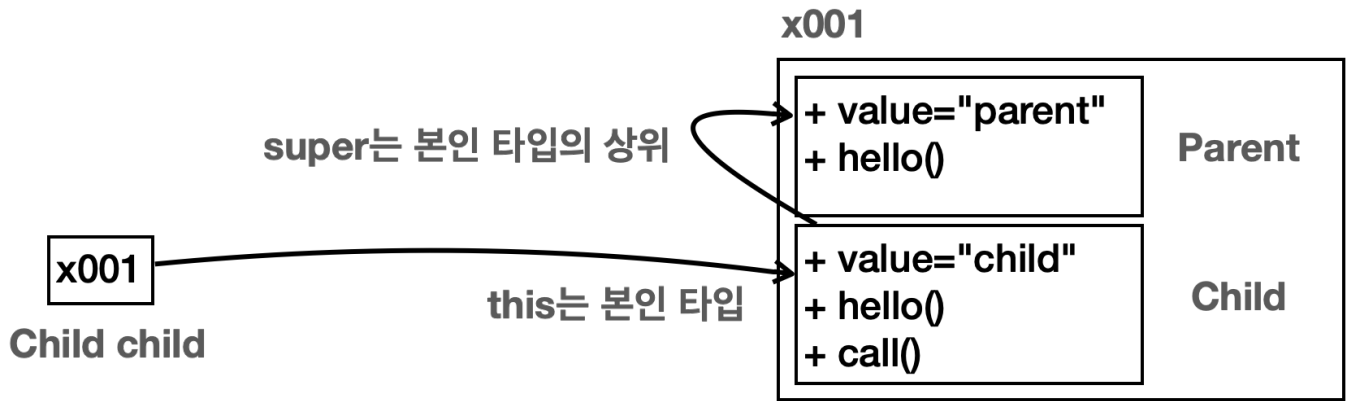 x001
+ value="parent"
+ hello()
Parent
super는 본인 타입의 상위
x001
Child child
this는 본인 타입
+ value="child"
+ hello()
+ call()
Child